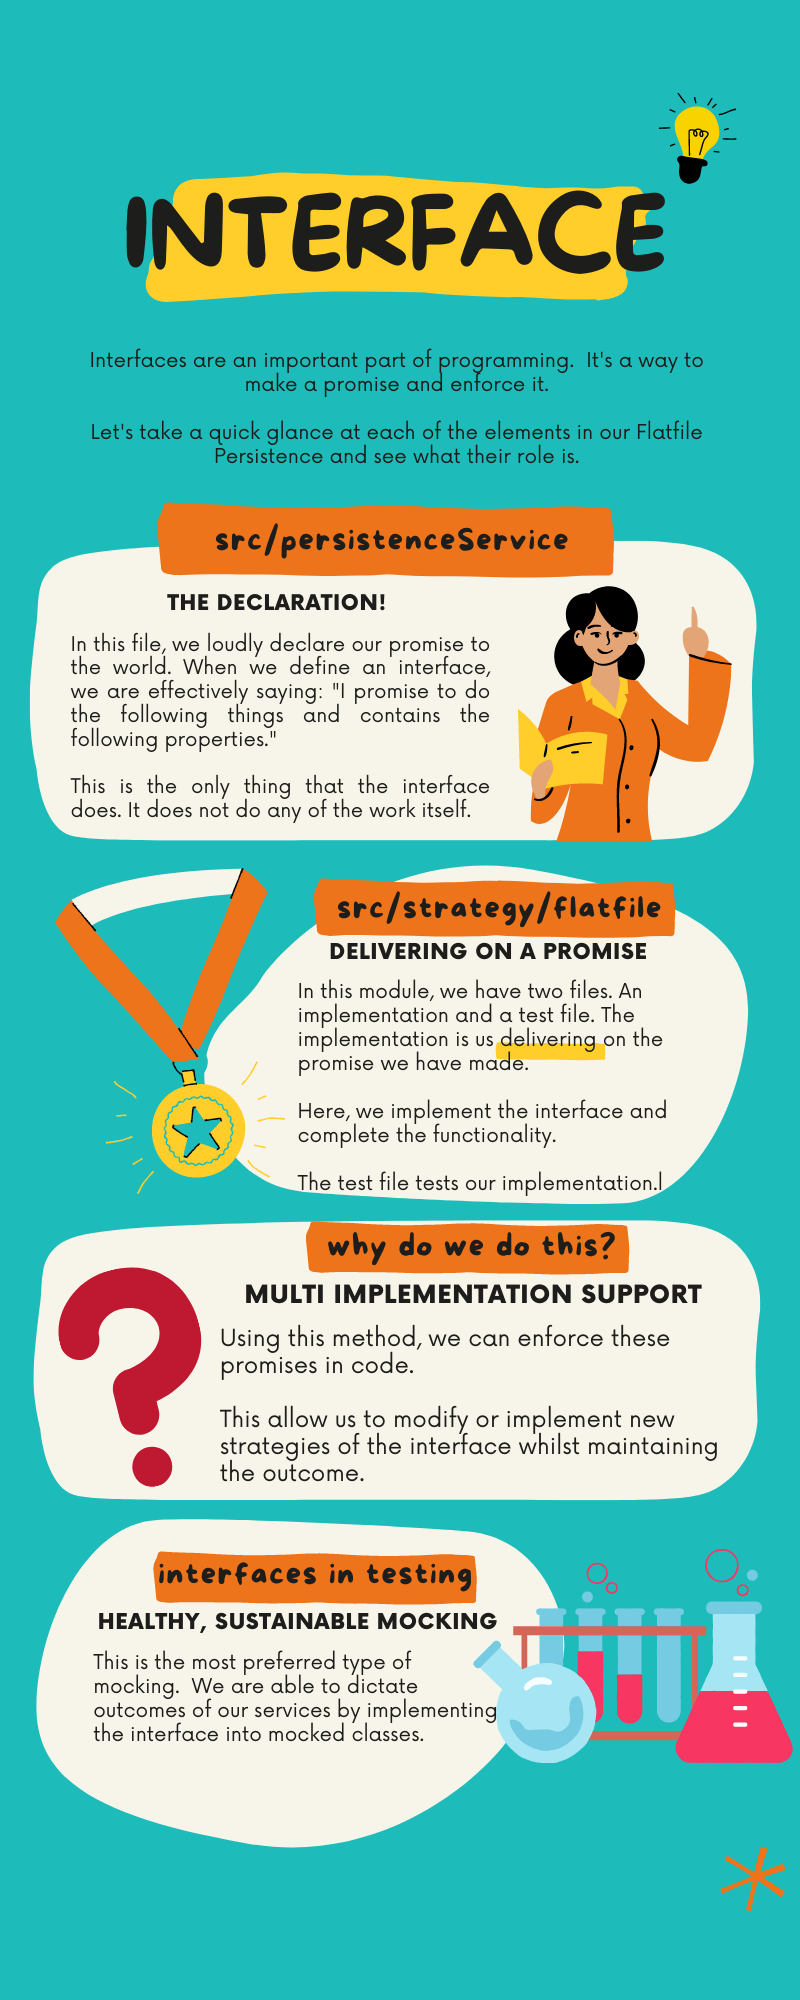 INTERFACE
Interfaces are an important part of programming.  It's a way to
make a promise and enforce it.
Let's take a quick glance at each of the elements in our Flatfile
Persistence and see what their role is.
src/persistenceService
THE DECLARATION!
In this file, we loudly declare our promise to
the world. When we define an interface,
we are effectively saying: "I promise to do
the following things and contains the
following properties."
This is the only thing that the interface
does. It does not do any of the work itself.
src/strategy/flatfile
DELIVERING ON A PROMISE
In this module, we have two files. An
implementation and a test file. The
implementation is us delivering on the
promise we have made.
Here, we implement the interface and
complete the functionality.
The test file tests our implementation.l
why do we do this?
MULTI IMPLEMENTATION SUPPORT
Using this method, we can enforce these
promises in code.
This allow us to modify or implement new
strategies of the interface whilst maintaining
the outcome.
interfaces in testing
HEALTHY, SUSTAINABLE MOCKING
This is the most preferred type of
mocking.  We are able to dictate
outcomes of our services by implementing
the interface into mocked classes.